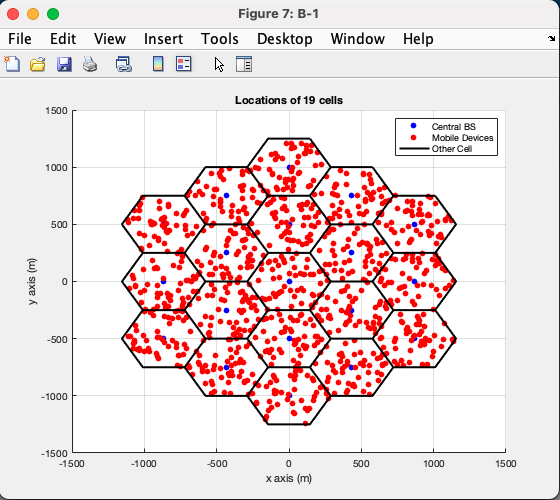 Figure 7: B-1
File Edit View Insert Tools Desktop Window Help
Locations of 19 cells
Central BS
Mobile Devices
Other Cell
1500
1000
500
0
-500
-1000
-1500
y axis (m)
-1500 -1000 -500 0 500 1000 1500
x axis (m)